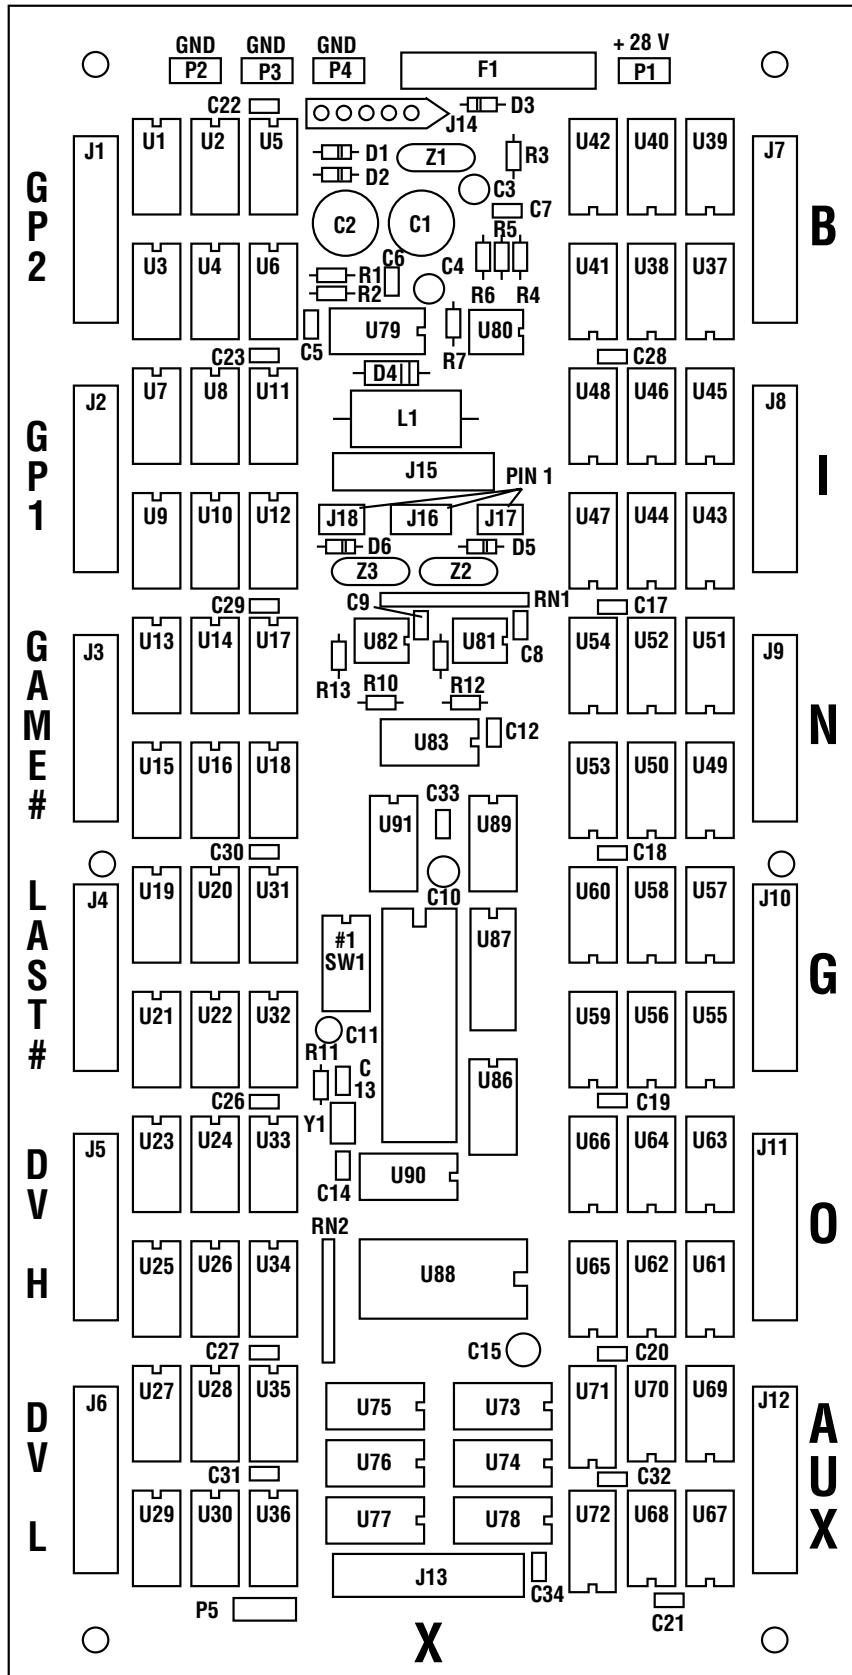 GND GND GND + 28 V
P2 P3 P4 F1 P1
C22 D3
J14
J1 U1 U2 U5 D1 Z1 R3 U42 U40 U39 J7
D2
C3
GP2 C2 C1 C7 B
R5
U3 U4 U6 C6 C4 U41 U38 U37
R1
R2 R6 R4
U79 U80
C23 C5 R7 C28
D4
J2 U7 U8 U11 U48 U46 U45 J8
L1
GP1 J15 PIN 1 I
U9 U10 U12 J18 J16 J17 U47 U44 U43
D6 D5
Z3 Z2
C29 C9 RN1 C17
J3 U13 U14 U17 U82 U81 C8 U54 U52 U51 J9
R13 R10 R12
GAME# U83 C12 N
U15 U16 U18 U53 U50 U49
C33
U91 U89
C30 C18
J4 U19 U20 U31 C10 U60 U58 U57 J10
#1
SW1
U87
LAST# G
U21 U22 U32 C11 U59 U56 U55
R11 C
13
U86
C26 C19
J5 U23 U24 U33 Y1 U66 U64 U63 J11
C14 U90
DV H RN2 O
U25 U26 U34 U88 U65 U62 U61
C27 C15 C20
J6 U27 U28 U35 U75 U73 U71 U70 U69 J12
DV L U76 U74 AUX
C31 C32
U29 U30 U36 U77 U78 U72 U68 U67
J13
C34
P5 C21
X